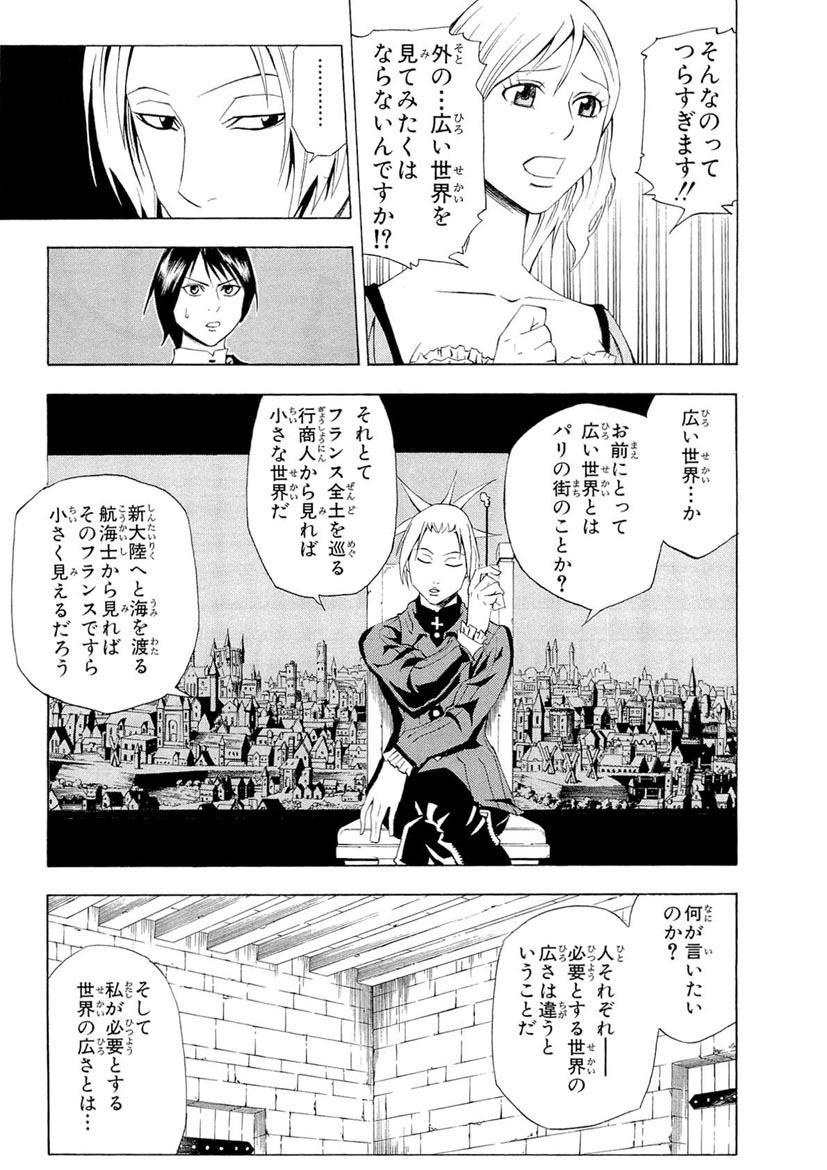 そんなのって
つらすぎます!!
外の…広い世界を
見てみたくは
ならないんですか!?
………
広い世界…か
お前にとって
広い世界とは
パリの街のことか？
それとて
フランス全土を巡る
行商人から見れば
小さな世界だ
新大陸へと海を渡る
航海士から見れば
そのフランスですら
小さく見えるだろう
何が言いたい
のか？
人それぞれ──
必要とする世界の
広さは違うと
いうことだ
そして
私が必要とする
世界の広さとは…